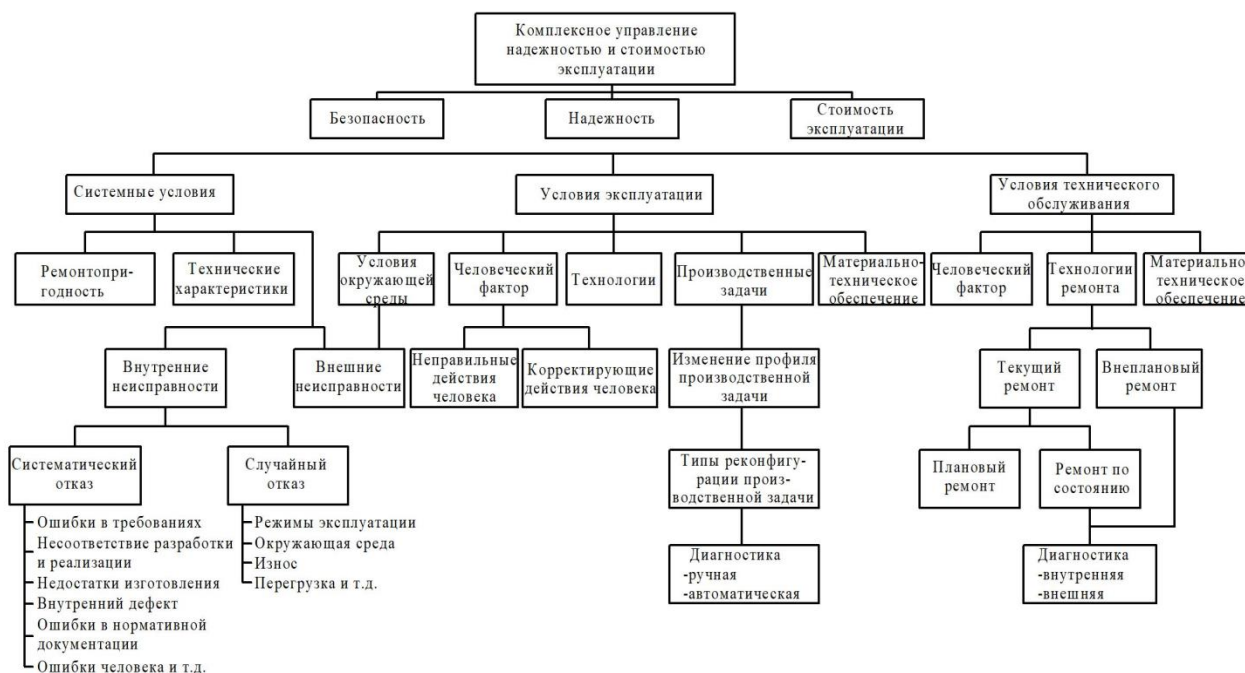 Комплексное управление
надежностью и стоимостью
эксплуатации
Безопасность
Надежность
Стоимость
эксплуатации
Системные условия
Условия эксплуатации
Условия технического
обслуживания
Ремонтопри-
годность
Технические
характеристики
Условия
окружающей
среды
Человеческий
фактор
Технологии
Производственные
задачи
Материально-
техническое
обеспечение
Человеческий
фактор
Технологии
ремонта
Материально-
техническое
обеспечение
Внутренние
неисправности
Внешние
неисправности
Неправильные
действия
человека
Корректирующие
действия человека
Изменение профиля
производственной
задачи
Текущий
ремонт
Внеплановый
ремонт
Систематический
отказ
Случайный
отказ
Типы реконфигу-
рации произ-
водственной задачи
Плановый
ремонт
Ремонт по
состоянию
Ошибки в требованиях
Несоответствие разработки
и реализации
Недостатки изготовления
Внутренний дефект
Ошибки в нормативной
документации
Ошибки человека и т.д.
Режимы эксплуатации
Окружающая среда
Износ
Перегрузка и т.д.
Диагностика
-ручная
-автоматическая
Диагностика
-внутренняя
-внешняя